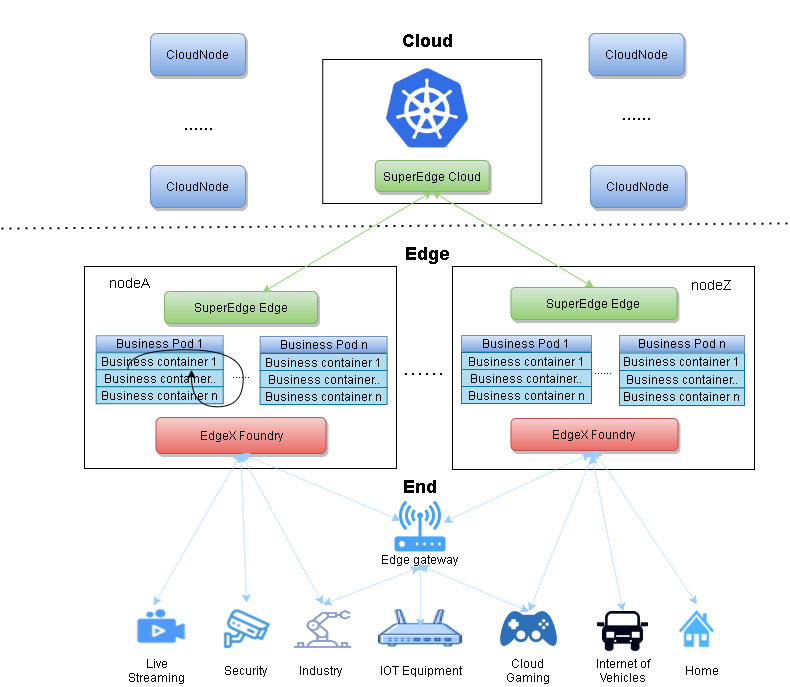 Cloud
CloudNode
CloudNode
......
......
SuperEdge Cloud
CloudNode
CloudNode
Edge
nodeA
nodeZ
SuperEdge Edge
SuperEdge Edge
Business Pod 1
Business container 1
Business container..
Business container n
......
Business Pod n
Business container 1
Business container..
Business container n
......
Business Pod 1
Business container 1
Business container..
Business container n
......
Business Pod n
Business container 1
Business container..
Business container n
EdgeX Foundry
EdgeX Foundry
End
Edge gateway
Live
Streaming
Security
Industry
IOT Equipment
Cloud
Gaming
Internet of
Vehicles
Home